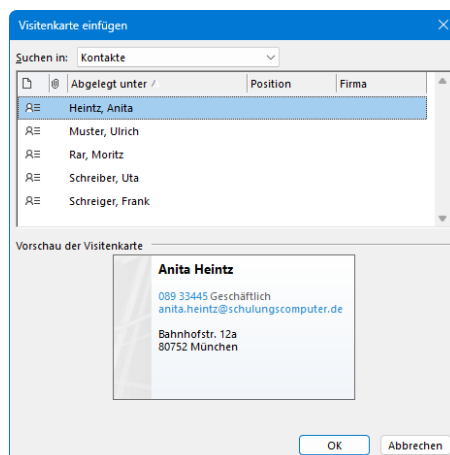 Visitenkarte einfügen
Suchen in: Kontakte
Abgelegt unter Position Firma
Heintz, Anita
Muster, Ulrich
Rar, Moritz
Schreiber, Uta
Schreiger, Frank
Vorschau der Visitenkarte
Anita Heintz
089 33445 Geschäftlich
anita.heintz@schulungscomputer.de
Bahnhofstr. 12a
80752 München
OK Abbrechen